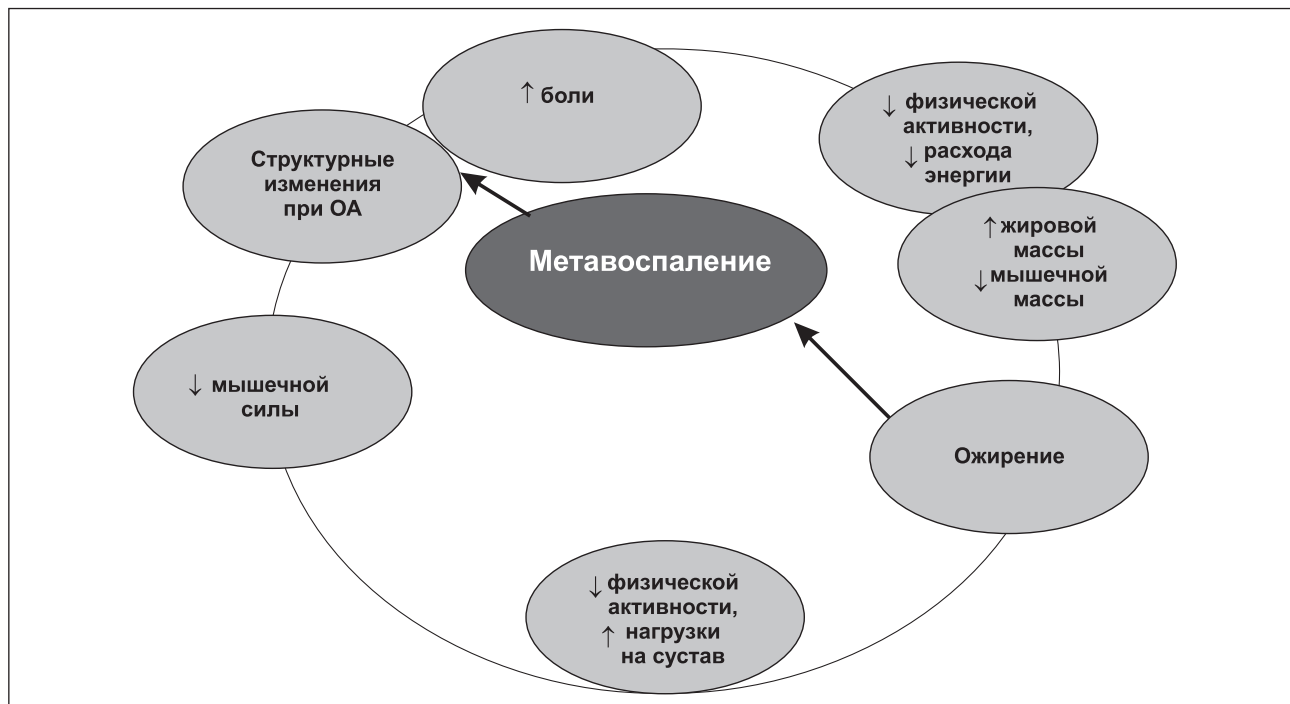 ↑ боли
↓ физической
активности,
↓ расхода
энергии
Структурные
изменения
при ОА
↑ жировой
массы
↓ мышечной
массы
Метавоспаление
↓ мышечной
силы
Ожирение
↓ физической
активности,
↑ нагрузки
на сустав